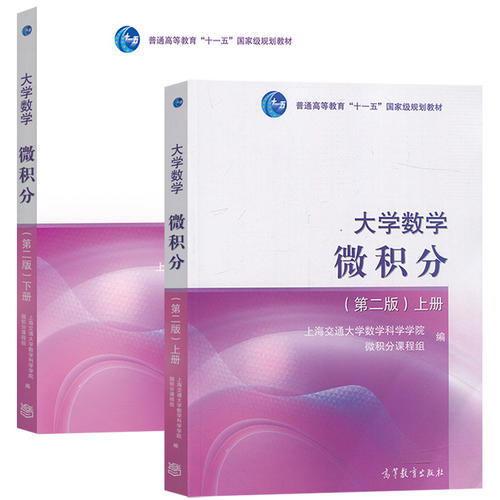 普通高等教育“十一五”国家级规划教材
大学数学
微积分
(第二版)下册
上海交通大学数学科学学院
微积分课程组
编
十一五
普通高等教育“十一五”国家级规划教材
大学数学
微积分
(第二版)上册
上海交通大学数学科学学院
微积分课程组
编
高等教育出版社
大学数学
微积分
(第二版)上册
上海交通大学数学科学学院
微积分课程组
编
上